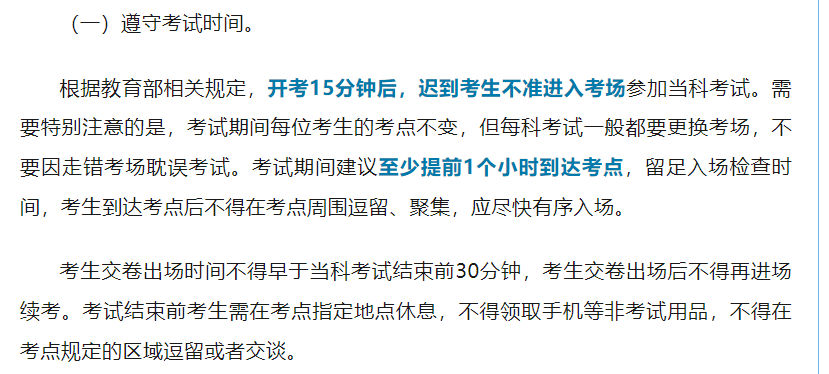 （一）遵守考试时间。
根据教育部相关规定，开考15分钟后，迟到考生不准进入考场参加当科考试。需
要特别注意的是，考试期间每位考生的考点不变，但每科考试一般都要更换考场，不
要因走错考场耽误考试。考试期间建议至少提前1个小时到达考点，留足入场检查时
间，考生到达考点后不得在考点周围逗留、聚集，应尽快有序入场。
考生交卷出场时间不得早于当科考试结束前30分钟，考生交卷出场后不得再进场
续考。考试结束前考生需在考点指定地点休息，不得领取手机等非考试用品，不得在
考点规定的区域逗留或者交谈。